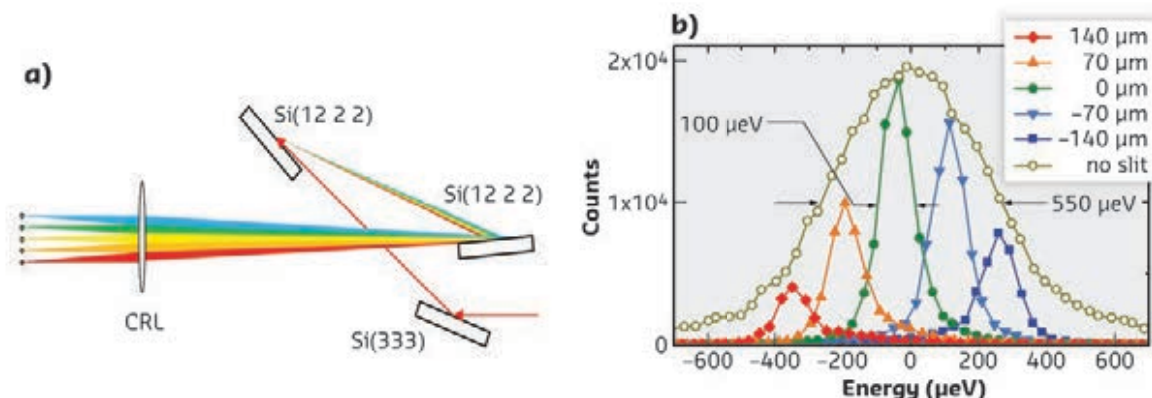 a)
Si(12 2 2)
Si(12 2 2)
CRL
Si(333)
b)
140 µm
70 µm
0 µm
−70 µm
−140 µm
no slit
2x10⁴
1x10⁴
0
Counts
100 µeV
550 µeV
−600 −400 −200 0 200 400 600
Energy (µeV)